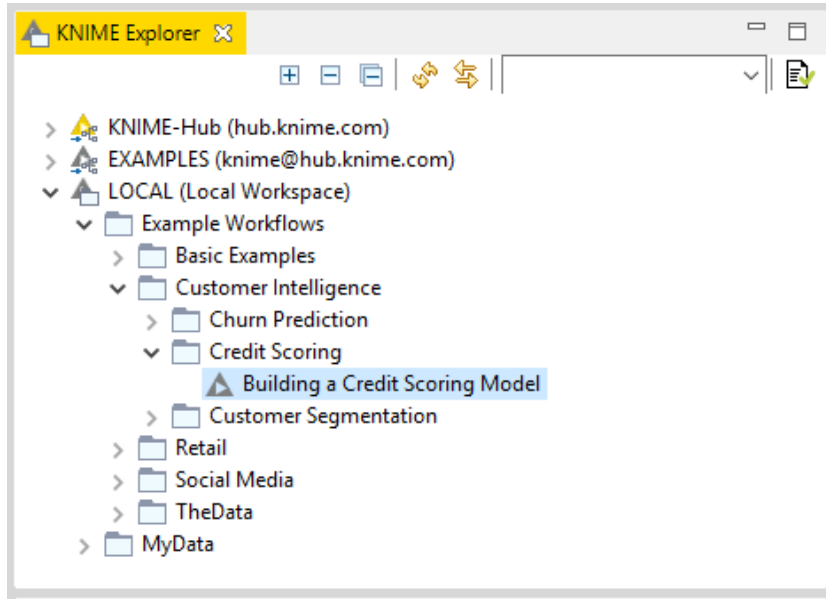 KNIME Explorer
KNIME-Hub (hub.knime.com)
EXAMPLES (knime@hub.knime.com)
LOCAL (Local Workspace)
Example Workflows
Basic Examples
Customer Intelligence
Churn Prediction
Credit Scoring
Building a Credit Scoring Model
Customer Segmentation
Retail
Social Media
TheData
MyData